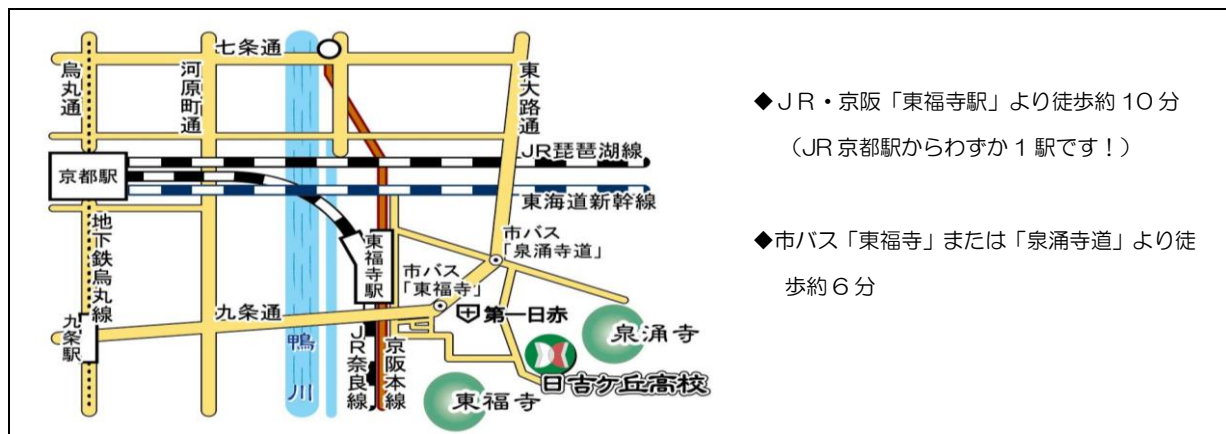 七条通
烏丸通
河原町通
東大路通
JR琵琶湖線
京都駅
東海道新幹線
地下鉄烏丸線
東福寺駅
市バス
「泉涌寺道」
市バス
「東福寺」
九条駅
九条通
第一日赤
泉涌寺
鴨川
JR奈良線
京阪本線
日吉ケ丘高校
東福寺
◆ＪＲ・京阪「東福寺駅」より徒歩約10分
（JR京都駅からわずか1駅です！）
◆市バス「東福寺」または「泉涌寺道」より徒
歩約6分